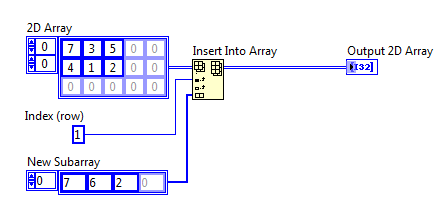 2D Array
0 7 3 5 0 0
0 4 1 2 0 0
0 0 0 0 0
Insert Into Array
Output 2D Array
[32]
Index (row)
1
New Subarray
0 7 6 2 0